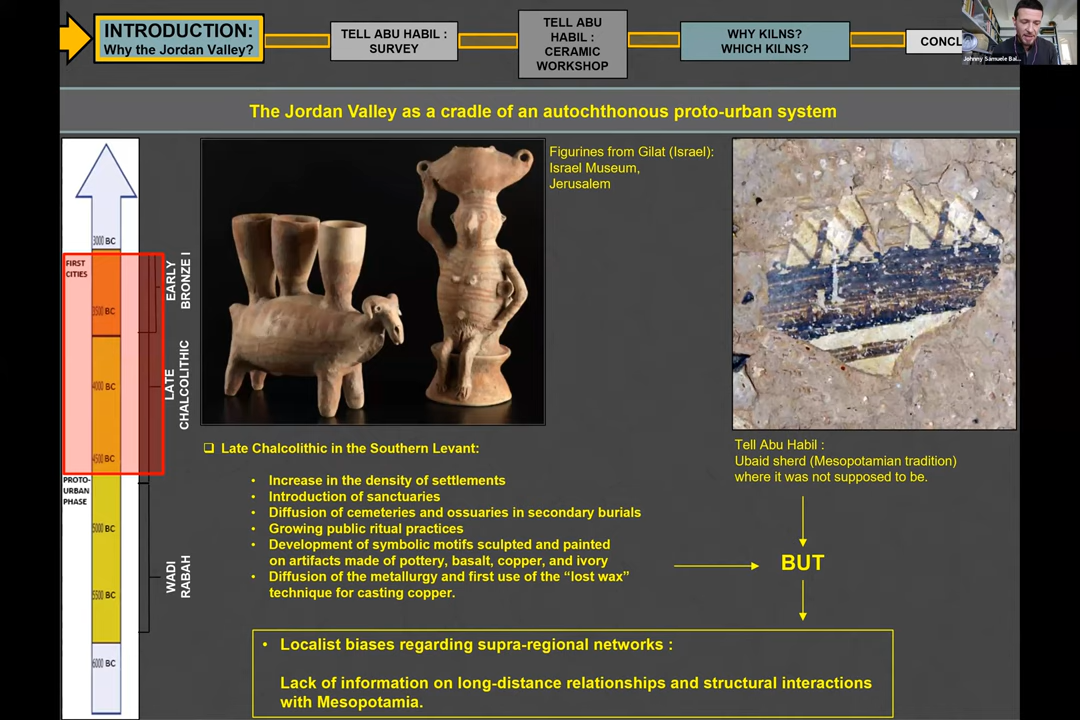 INTRODUCTION:
Why the Jordan Valley?
TELL ABU HABIL :
SURVEY
TELL ABU
HABIL :
CERAMIC
WORKSHOP
WHY KILNS?
WHICH KILNS?
CONCL
Johnny Samuele Bal...
The Jordan Valley as a cradle of an autochthonous proto-urban system
3000 BC
FIRST
CITIES
3500 BC
4000 BC
4500 BC
PROTO-
URBAN
PHASE
5000 BC
5500 BC
6000 BC
EARLY
BRONZE I
LATE
CHALCOLITHIC
WADI
RABAH
Figurines from Gilat (Israel):
Israel Museum,
Jerusalem
❑ Late Chalcolithic in the Southern Levant:
• Increase in the density of settlements
• Introduction of sanctuaries
• Diffusion of cemeteries and ossuaries in secondary burials
• Growing public ritual practices
• Development of symbolic motifs sculpted and painted
on artifacts made of pottery, basalt, copper, and ivory
• Diffusion of the metallurgy and first use of the “lost wax”
technique for casting copper.
Tell Abu Habil :
Ubaid sherd (Mesopotamian tradition)
where it was not supposed to be.
BUT
• Localist biases regarding supra-regional networks :
Lack of information on long-distance relationships and structural interactions
with Mesopotamia.